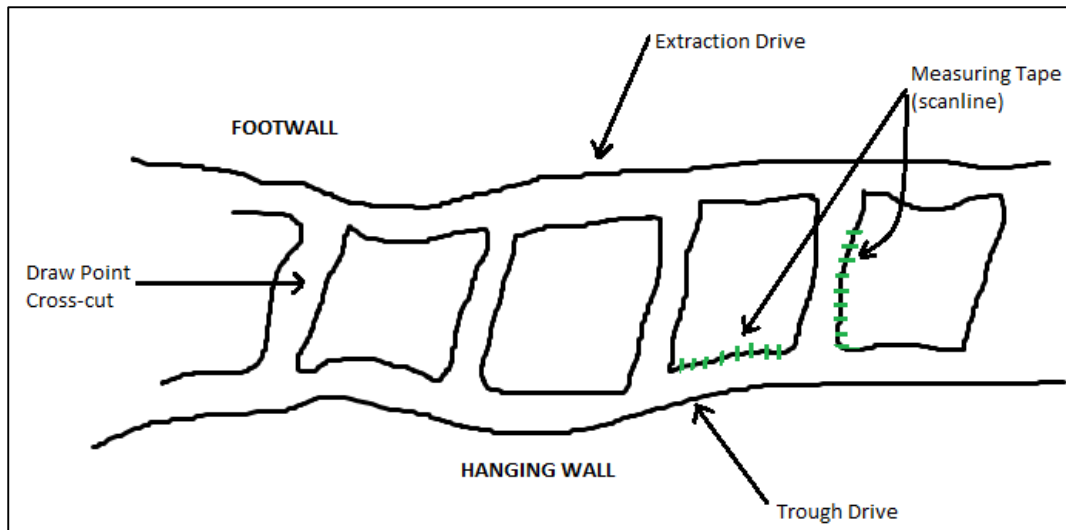 Extraction Drive
Measuring Tape
(scanline)
FOOTWALL
Draw Point
Cross-cut
HANGING WALL
Trough Drive